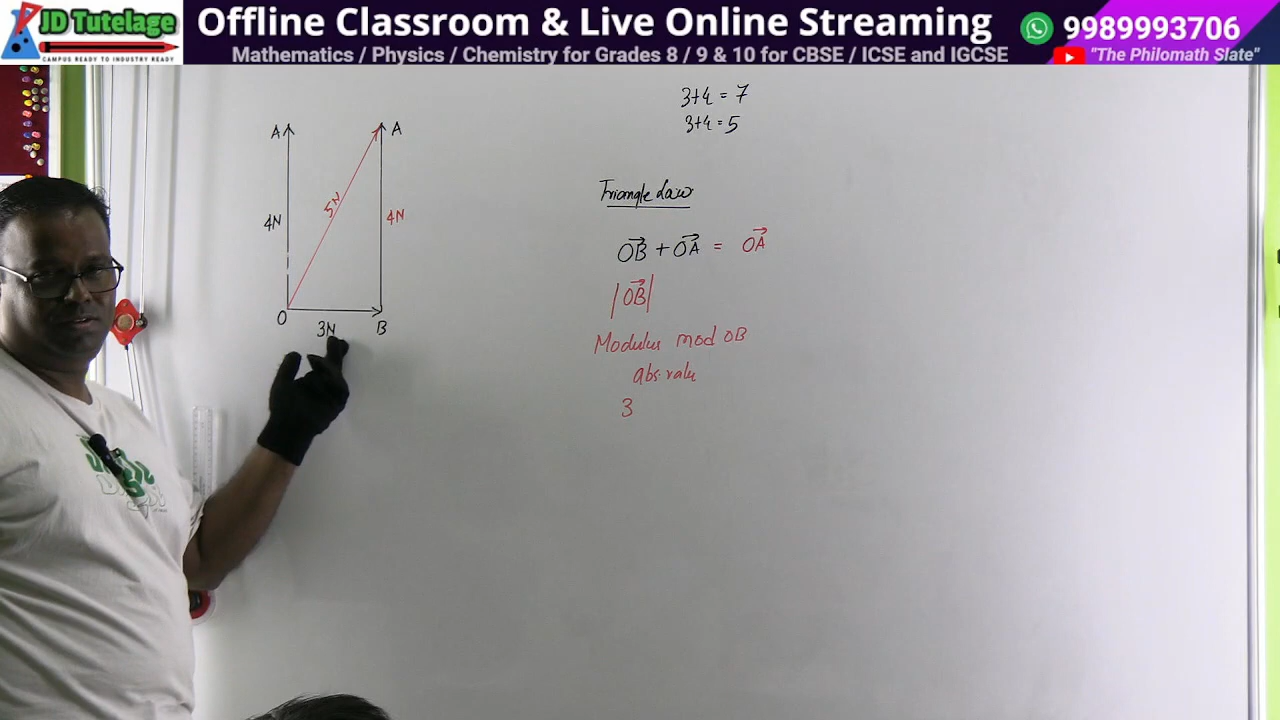 JD Tutelage
CAMPUS READY TO INDUSTRY READY
Offline Classroom & Live Online Streaming
9989993706
Mathematics / Physics / Chemistry for Grades 8 / 9 & 10 for CBSE / ICSE and IGCSE
"The Philomath Slate"
3+4 = 7
3+4 = 5
A
A
4N
5N
4N
O
3N
B
Triangle Law
OB + OA = OA
|OB|
Modulus mod OB
abs. value
3